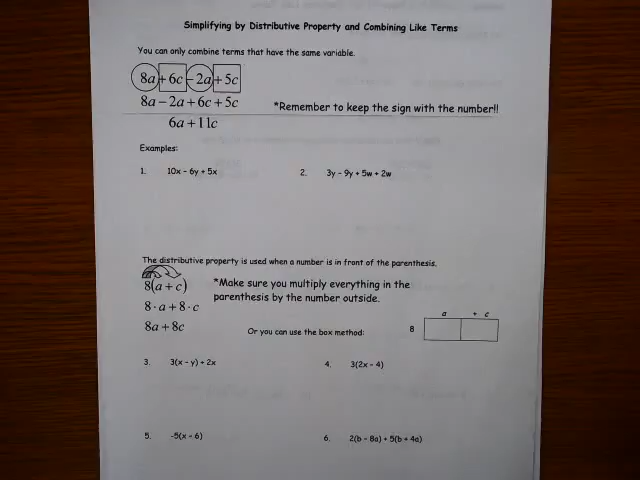 Simplifying by Distributive Property and Combining Like Terms
You can only combine terms that have the same variable.
8a + 6c - 2a + 5c
8a - 2a + 6c + 5c
*Remember to keep the sign with the number!!
6a + 11c
Examples:
1. 10x - 6y + 5x
2. 3y - 9y + 5w + 2w
The distributive property is used when a number is in front of the parenthesis.
8(a + c)
*Make sure you multiply everything in the
parenthesis by the number outside.
8 · a + 8 · c
8a + 8c
Or you can use the box method:
a + c
8
3. 3(x - y) + 2x
4. 3(2x - 4)
5. -5(x - 6)
6. 2(b - 8a) + 5(b + 4a)